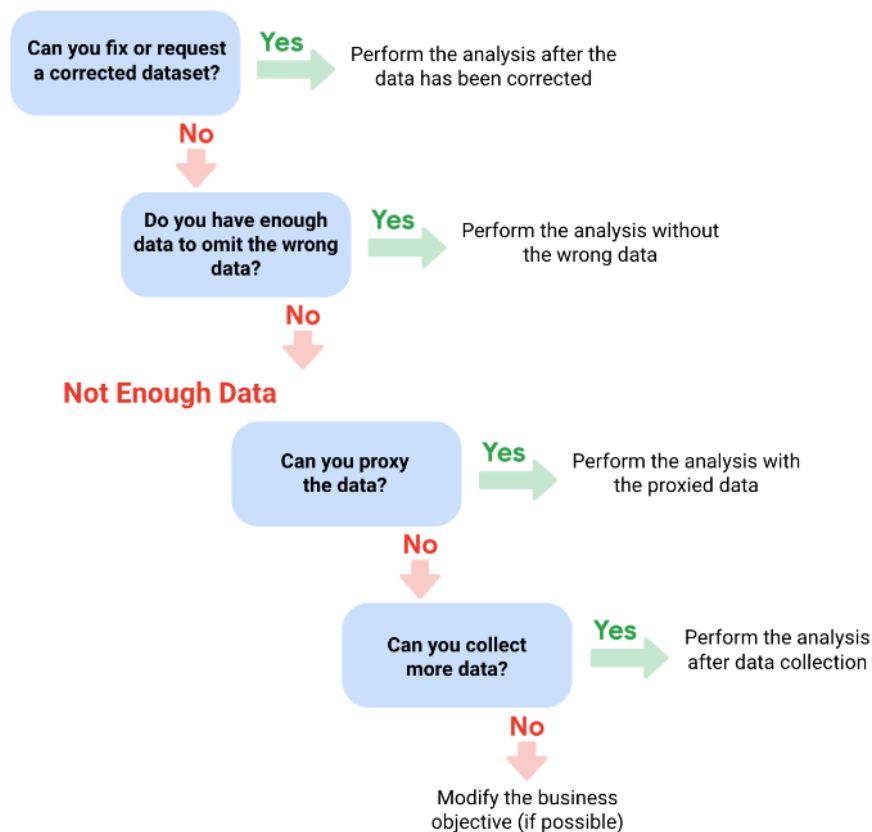 Can you fix or request
a corrected dataset?
Yes
Perform the analysis after the
data has been corrected
No
Do you have enough
data to omit the wrong
data?
Yes
Perform the analysis without
the wrong data
No
Not Enough Data
Can you proxy
the data?
Yes
Perform the analysis with
the proxied data
No
Can you collect
more data?
Yes
Perform the analysis
after data collection
No
Modify the business
objective (if possible)